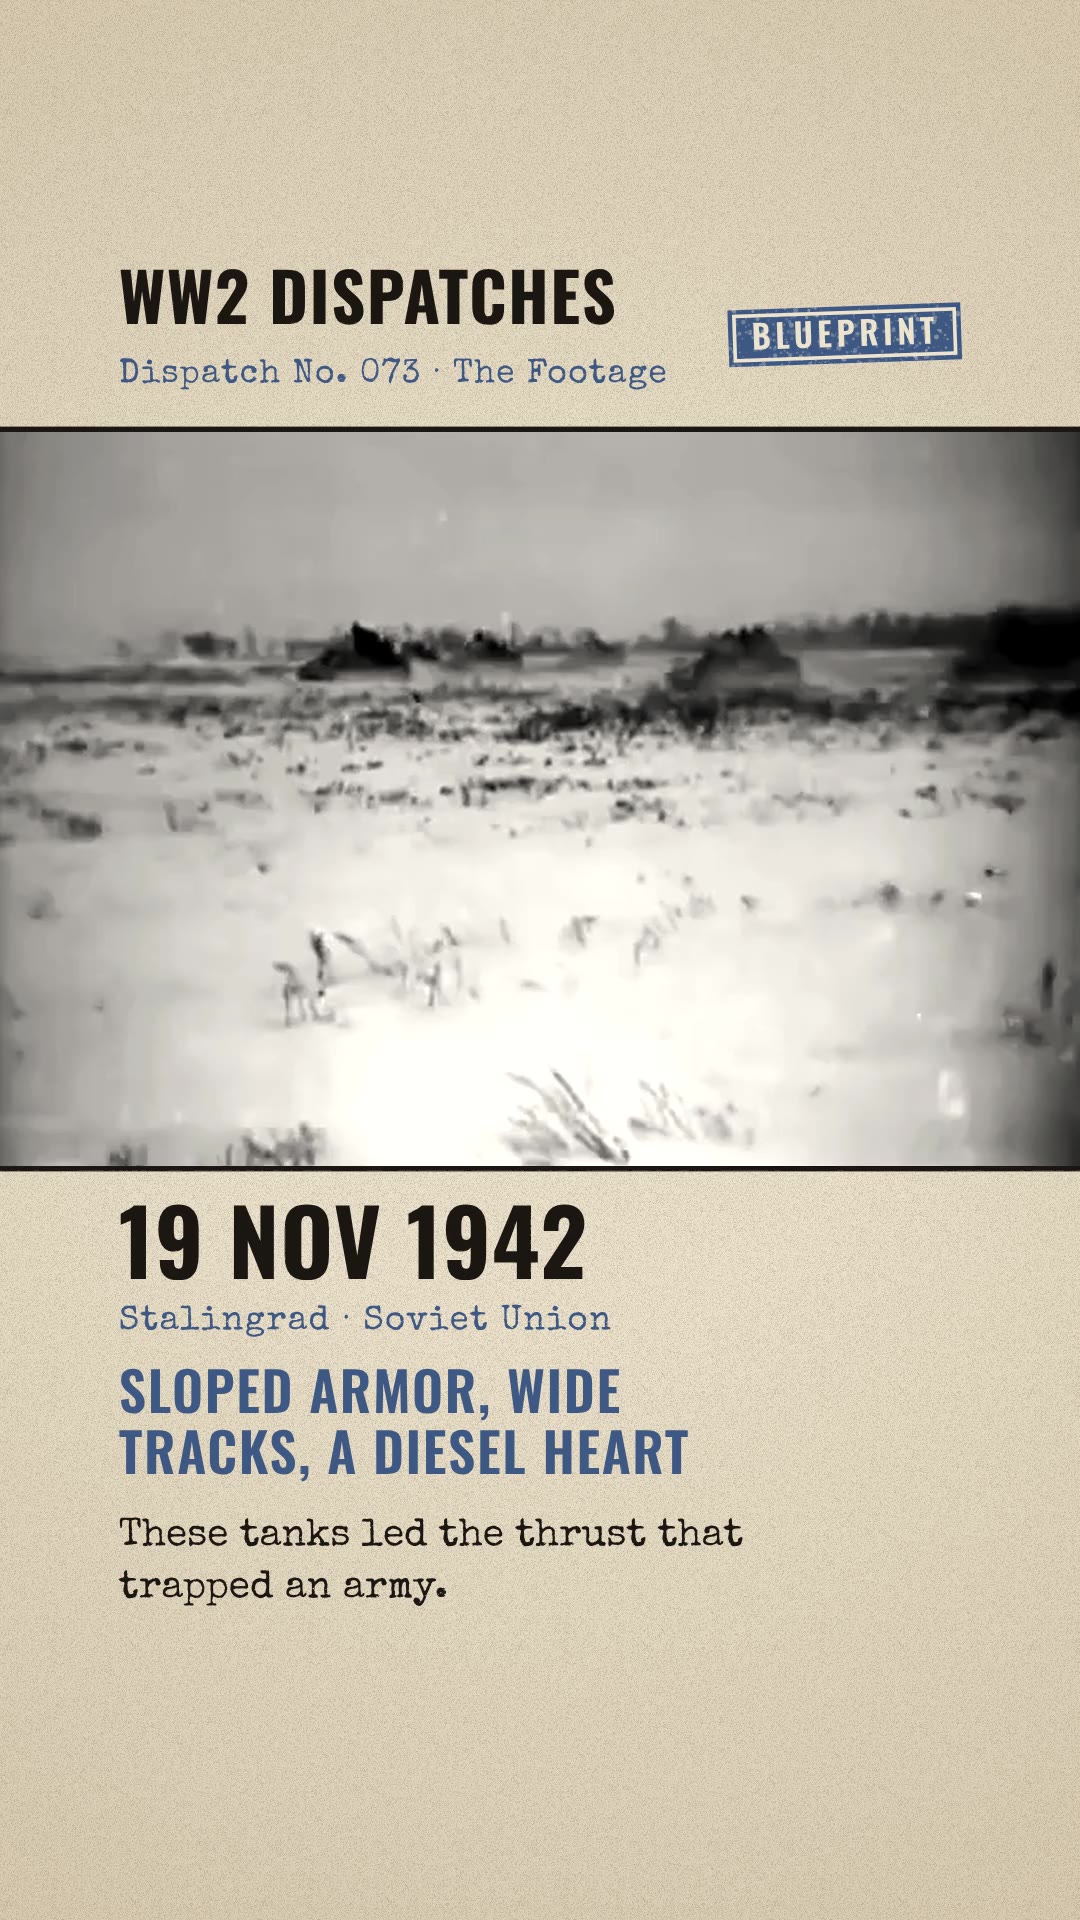 WW2 DISPATCHES
BLUEPRINT
Dispatch No. 073 · The Footage
19 NOV 1942
Stalingrad · Soviet Union
SLOPED ARMOR, WIDE
TRACKS, A DIESEL HEART
These tanks led the thrust that
trapped an army.